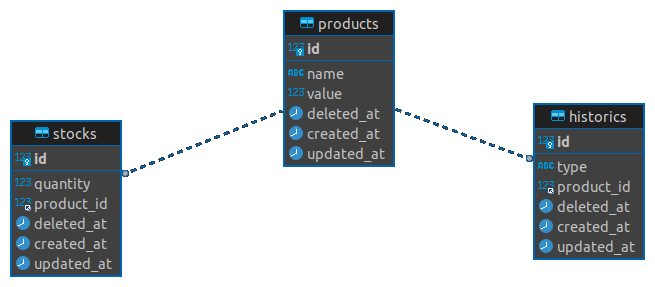 products
123 id
ABC name
123 value
deleted_at
created_at
updated_at
stocks
123 id
123 quantity
123 product_id
deleted_at
created_at
updated_at
historics
123 id
ABC type
123 product_id
deleted_at
created_at
updated_at